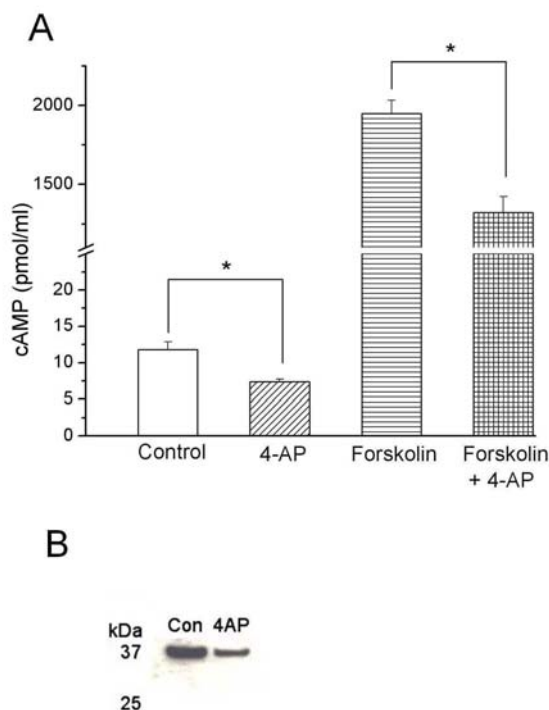 A
*
*
2000
1500
20
15
10
5
0
cAMP (pmol/ml)
Control 4-AP Forskolin Forskolin
+ 4-AP
B
kDa Con 4AP
37
25